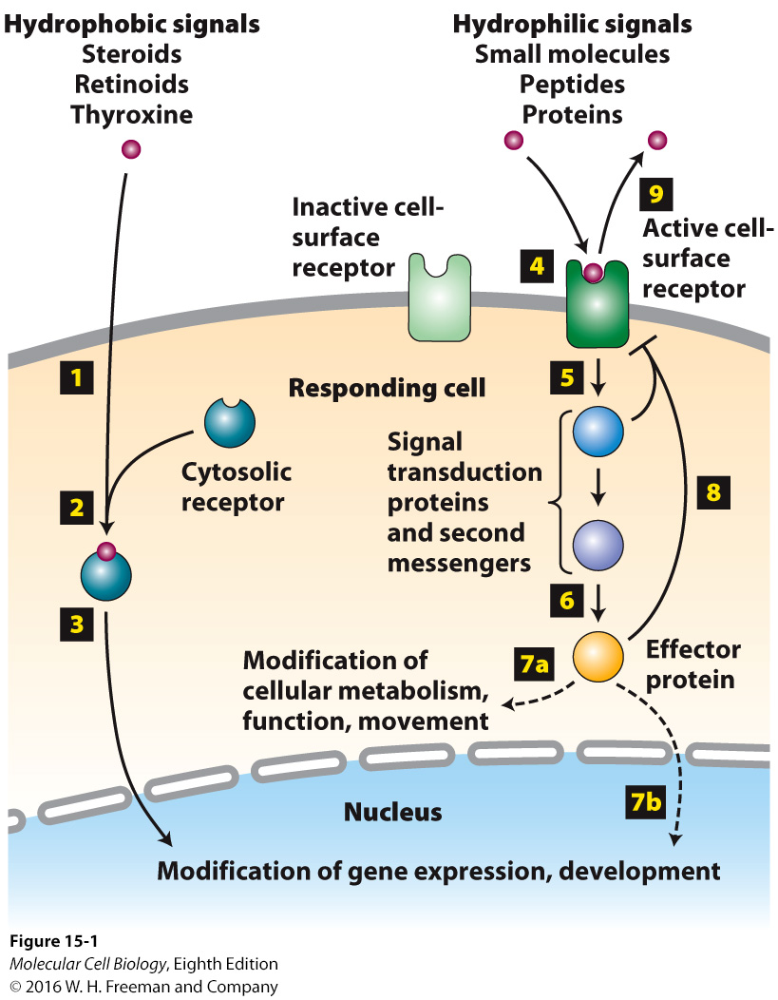 Hydrophobic signals
Steroids
Retinoids
Thyroxine
Hydrophilic signals
Small molecules
Peptides
Proteins
9
Inactive cell-
surface
receptor
4
Active cell-
surface
receptor
1
5
Responding cell
Cytosolic
receptor
Signal
transduction
proteins
and second
messengers
2
8
6
3
7a
Modification of
cellular metabolism,
function, movement
Effector
protein
7b
Nucleus
Modification of gene expression, development
Figure 15-1
Molecular Cell Biology, Eighth Edition
© 2016 W. H. Freeman and Company